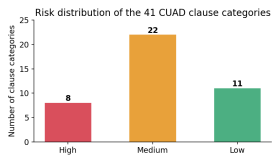 Risk distribution of the 41 CUAD clause categories
Number of clause categories
25
20
15
10
5
0
8
22
11
High
Medium
Low